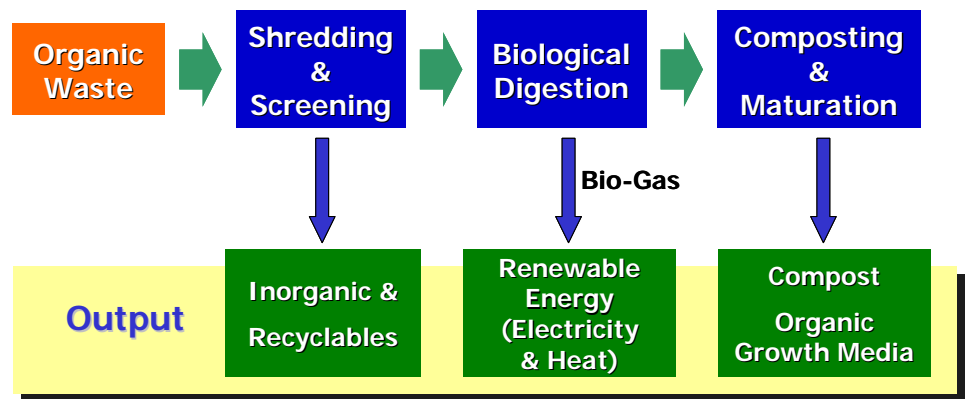 Organic
Waste
Shredding
&
Screening
Biological
Digestion
Composting
&
Maturation
Bio-Gas
Output
Inorganic &
Recyclables
Renewable
Energy
(Electricity
& Heat)
Compost
Organic
Growth Media